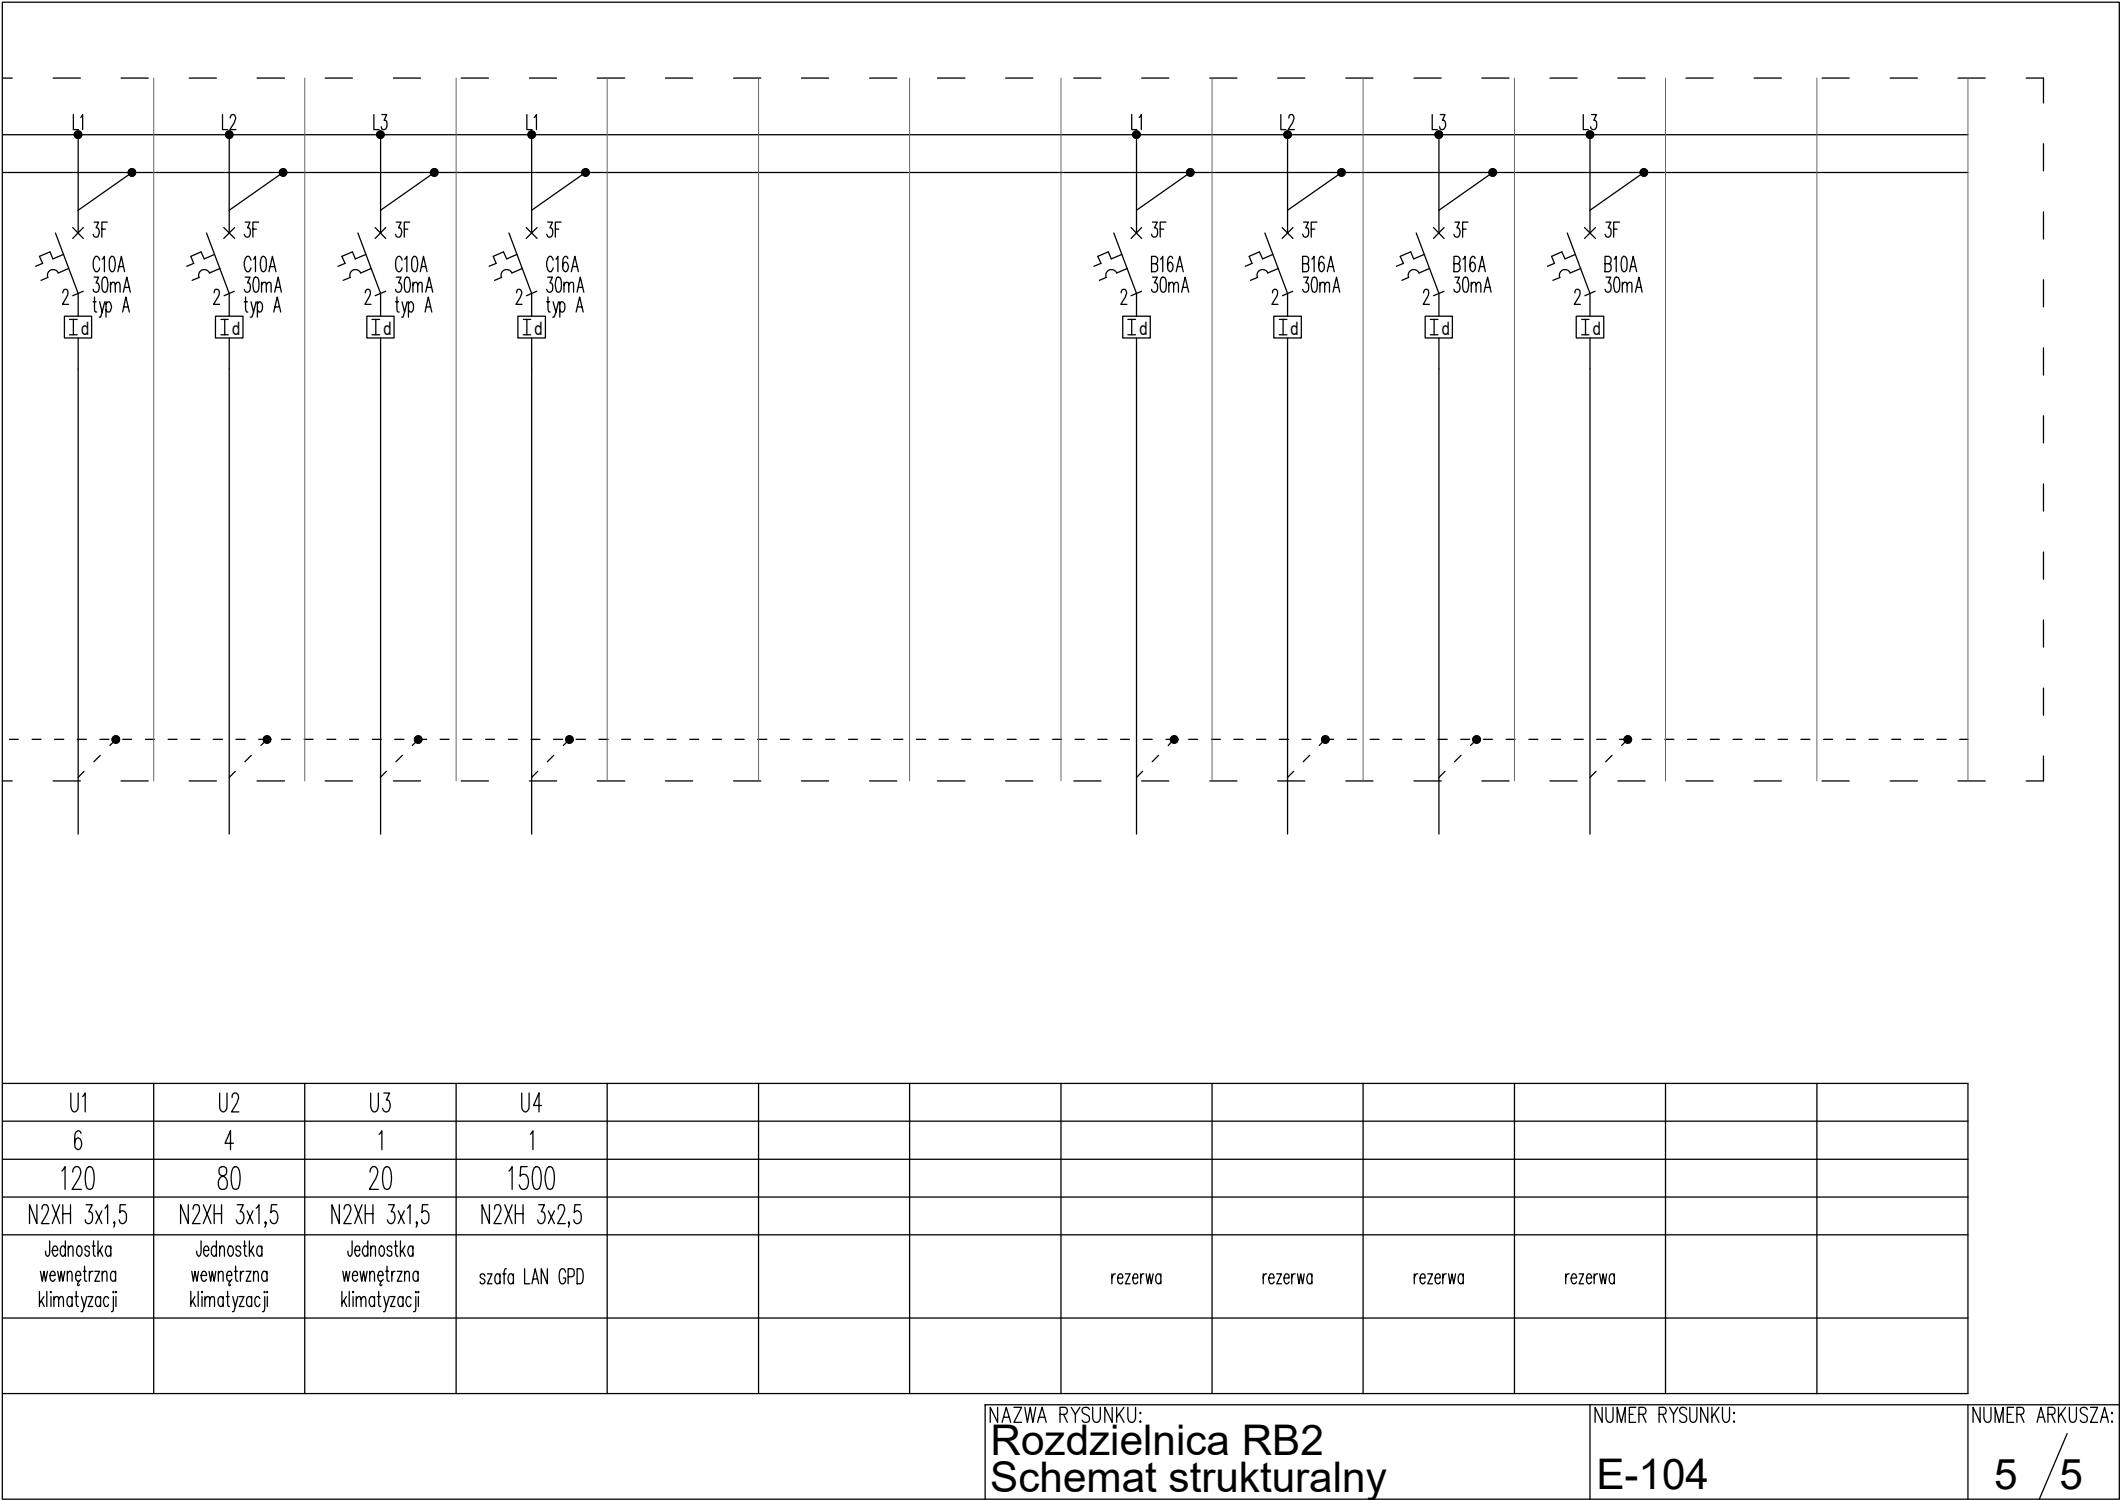 L1 L2 L3 L1 L1 L2 L3 L3
3F 3F 3F 3F 3F 3F 3F 3F
C10A C10A C10A C16A B16A B16A B16A B10A
30mA 30mA 30mA 30mA 30mA 30mA 30mA 30mA
2 typ A 2 typ A 2 typ A 2 typ A 2 2 2 2
Id Id Id Id Id Id Id Id
U1 U2 U3 U4
6 4 1 1
120 80 20 1500
N2XH 3x1,5 N2XH 3x1,5 N2XH 3x1,5 N2XH 3x2,5
Jednostka Jednostka Jednostka
wewnętrzna wewnętrzna wewnętrzna szafa LAN GPD rezerwa rezerwa rezerwa rezerwa
klimatyzacji klimatyzacji klimatyzacji
NAZWA RYSUNKU:
Rozdzielnica RB2
Schemat strukturalny
NUMER RYSUNKU:
E-104
NUMER ARKUSZA:
5/5